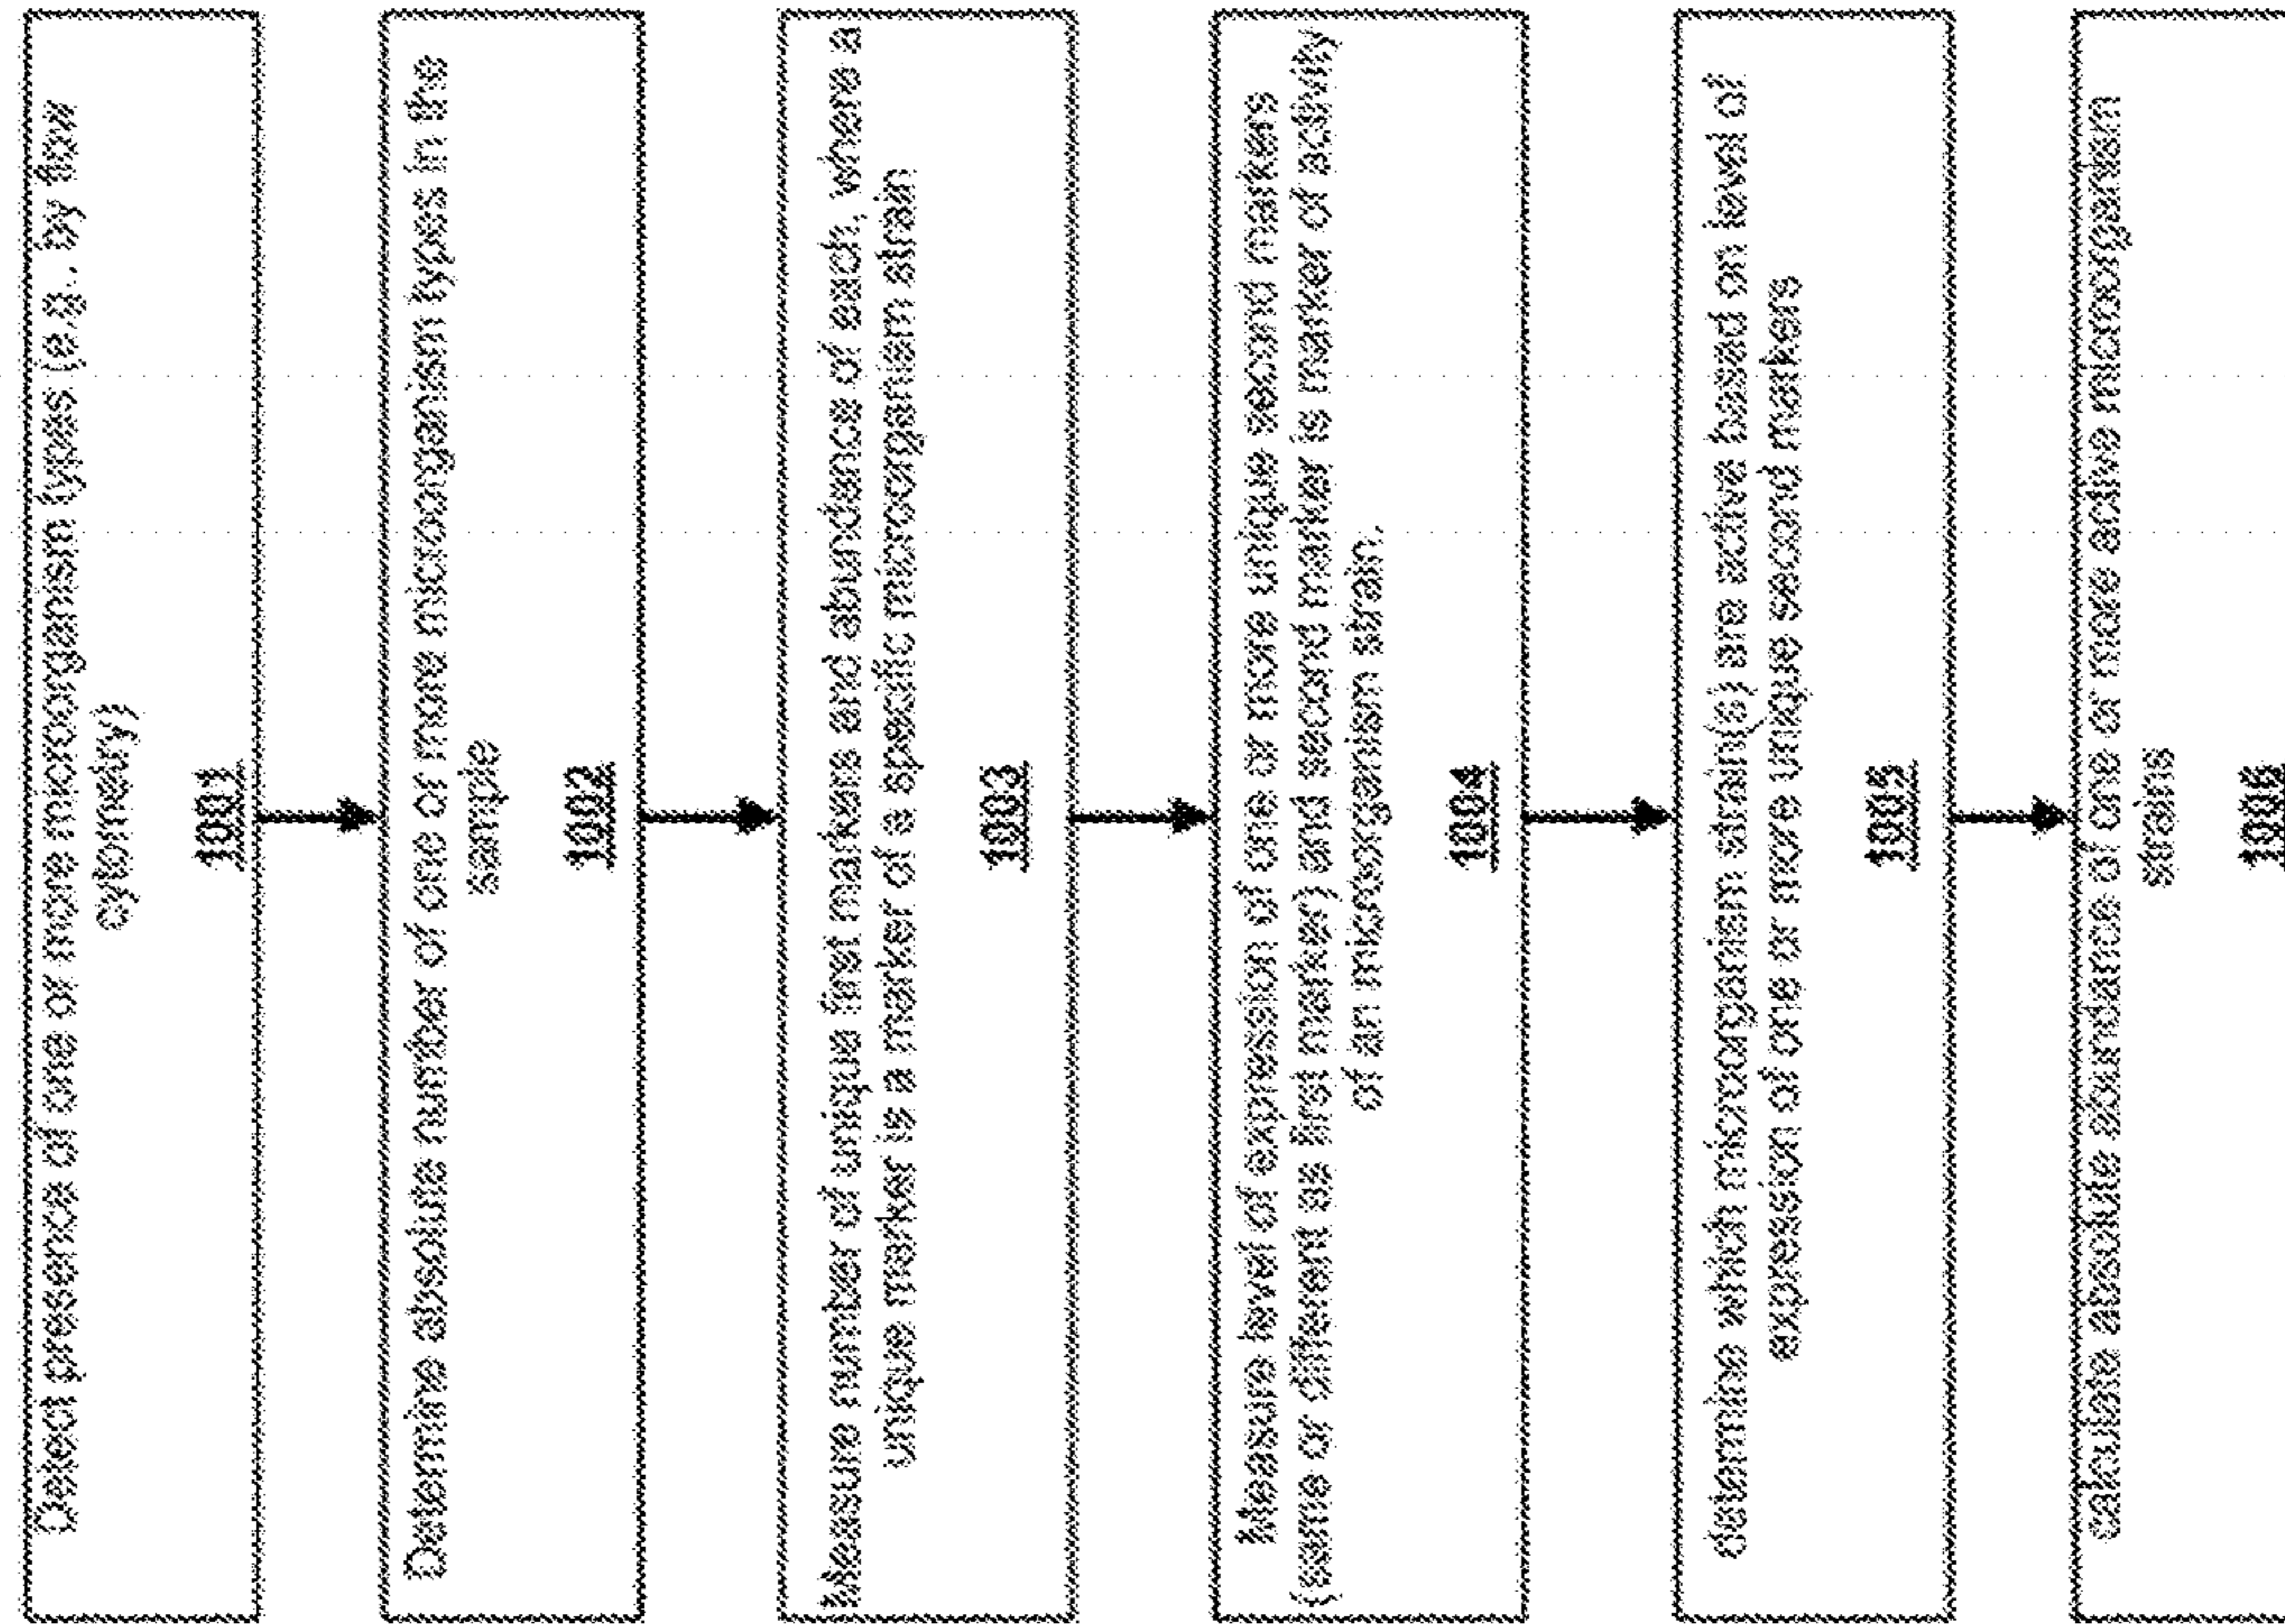 Detect presence of one or more microorganism types (e.g., by flow
cytometry)
1001
Determine absolute number of one or more microorganism types in the
sample
1002
Measure number of unique first markers and abundance of each, where a
unique marker is a marker of a specific microorganism strain
1003
Measure level of expression of one or more unique second markers
(same or different as first marker) and second marker is marker of activity
of an microorganism strain.
1004
determine which microorganism strain(s) are active based on level of
expression of one or more unique second markers
1005
calculate absolute abundance of one or more active microorganism
strains
1006